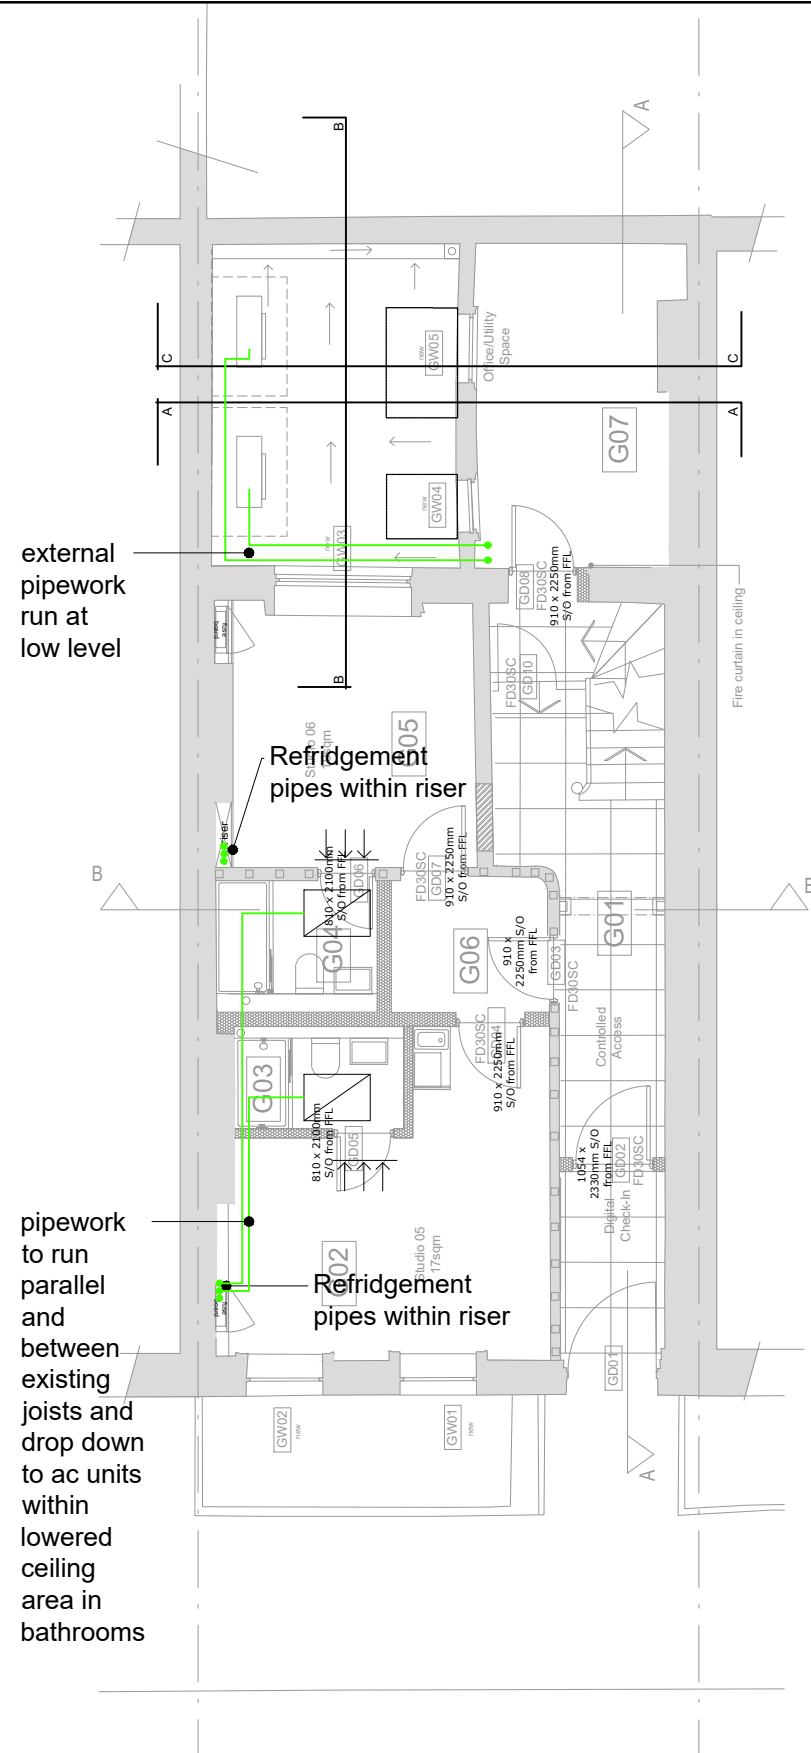 A
B
C
C
A
A
new
GW05
Office/Utility
Space
G07
new
GW04
new
GW03
external
pipework
run at
low level
GD08
FD30SC
910 x 2250mm
S/O from FFL
Fire curtain in ceiling
FD30SC
GD10
B
Studio 06
G05
Refridgement
pipes within riser
B
B
810 x 2100mm
S/O from FFL
GD06
FD30SC
GD07
910 x 2250mm
S/O from FFL
G04
G06
910 x
2250mm S/O
from FFL
GD03
FD30SC
G01
Controlled
Access
G03
FD30SC
GD04
910 x 2250mm
S/O from FFL
810 x 2100mm
S/O from FFL
GD05
1054 x
2330mm S/O
from FFL
GD02
FD30SC
Digital
Check-In
pipework
to run
parallel
and
between
existing
joists and
drop down
to ac units
within
lowered
ceiling
area in
bathrooms
G02
Studio 05
17sqm
Refridgement
pipes within riser
GD01
GW02
new
GW01
new
A